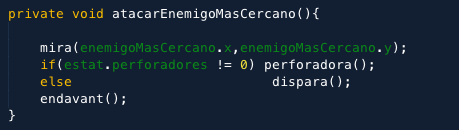 private void atacarEnemigoMasCercano(){
mira(enemigoMasCercano.x,enemigoMasCercano.y);
if(estat.perforadores != 0) perforadora();
else dispara();
endavant();
}